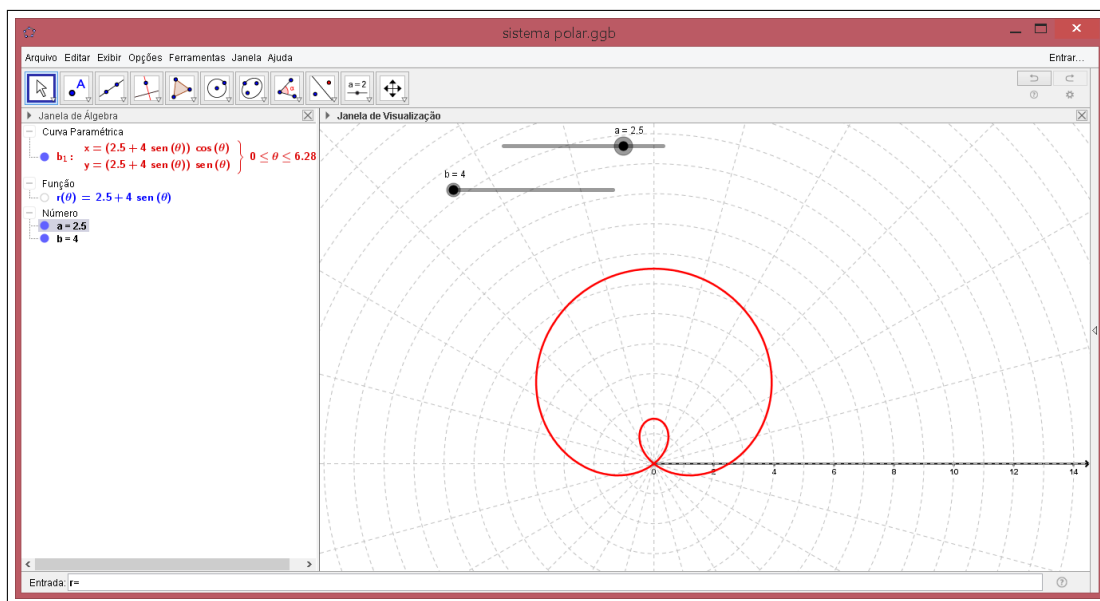 sistema polar.ggb
Arquivo Editar Exibir Opções Ferramentas Janela Ajuda
Entrar...
A
α
a=2
Janela de Álgebra
Janela de Visualização
Curva Paramétrica
b₁ : x = (2.5 + 4 sen (θ)) cos (θ)
y = (2.5 + 4 sen (θ)) sen (θ) } 0 ≤ θ ≤ 6.28
Função
r(θ) = 2.5 + 4 sen (θ)
Número
a = 2.5
b = 4
a = 2.5
b = 4
0 2 4 6 8 10 12 14
Entrada: r=